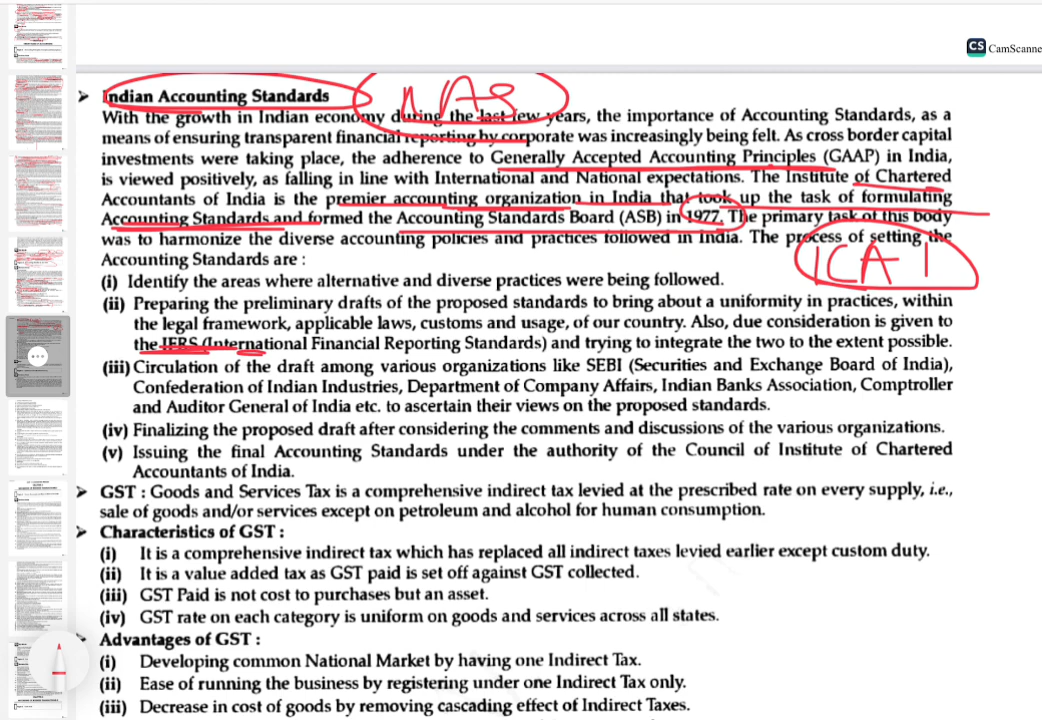 CS CamScanne
➤ Indian Accounting Standards IAS
With the growth in Indian economy during the last few years, the importance of Accounting Standards, as a
means of ensuring transparent financial reporting by corporate was increasingly being felt. As cross border capital
investments were taking place, the adherence to Generally Accepted Accounting Principles (GAAP) in India,
is viewed positively, as falling in line with International and National expectations. The Institute of Chartered
Accountants of India is the premier accounting organization in India that took up the task of formulating
Accounting Standards and formed the Accounting Standards Board (ASB) in 1977. The primary task of this body
was to harmonize the diverse accounting policies and practices followed in India. The process of setting the
Accounting Standards are :
ICAI
(i) Identify the areas where alternative and diverse practices were being followed.
(ii) Preparing the preliminary drafts of the proposed standards to bring about a uniformity in practices, within
the legal framework, applicable laws, customs and usage, of our country. Also, due consideration is given to
the IFRS (International Financial Reporting Standards) and trying to integrate the two to the extent possible.
(iii) Circulation of the draft among various organizations like SEBI (Securities and Exchange Board of India),
Confederation of Indian Industries, Department of Company Affairs, Indian Banks Association, Comptroller
and Auditor General of India etc. to ascertain their views on the proposed standards.
(iv) Finalizing the proposed draft after considering the comments and discussions of the various organizations.
(v) Issuing the final Accounting Standards under the authority of the Council of Institute of Chartered
Accountants of India.
➤ GST : Goods and Services Tax is a comprehensive indirect tax levied at the prescribed rate on every supply, i.e.,
sale of goods and/or services except on petroleum and alcohol for human consumption.
➤ Characteristics of GST :
(i) It is a comprehensive indirect tax which has replaced all indirect taxes levied earlier except custom duty.
(ii) It is a value added tax as GST paid is set off against GST collected.
(iii) GST Paid is not cost to purchases but an asset.
(iv) GST rate on each category is uniform on goods and services across all states.
➤ Advantages of GST :
(i) Developing common National Market by having one Indirect Tax.
(ii) Ease of running the business by registering under one Indirect Tax only.
(iii) Decrease in cost of goods by removing cascading effect of Indirect Taxes.